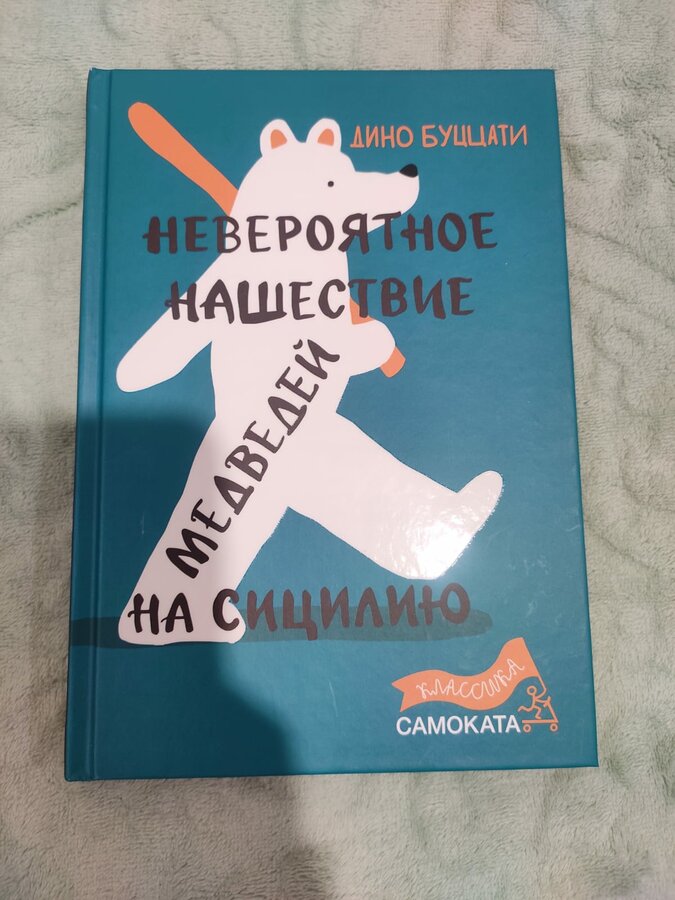 ДИНО БУЦЦАТИ
НЕВЕРОЯТНОЕ
НАШЕСТВИЕ
МЕДВЕДЕЙ
НА СИЦИЛИЮ
КЛАССИКА
САМОКАТА